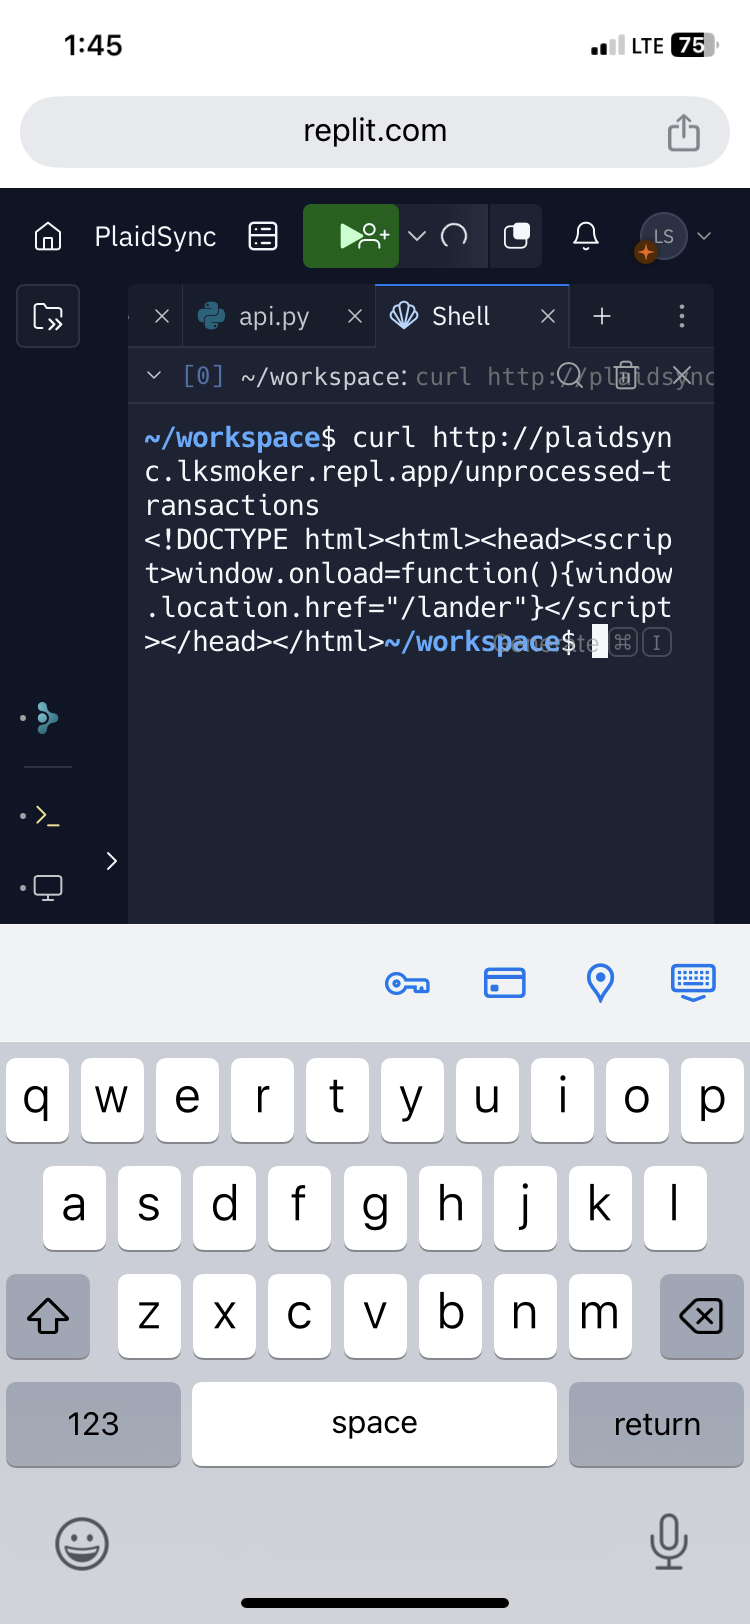 1:45
LTE 75
replit.com
PlaidSync
LS
api.py
Shell
[0] ~/workspace: curl http://plaidsync
~/workspace$ curl http://plaidsyn
c.lksmoker.repl.app/unprocessed-t
ransactions
<!DOCTYPE html><html><head><scrip
t>window.onload=function(){window
.location.href="/lander"}</script
></head></html>~/workspace$ Generate ⌘ I
q w e r t y u i o p
a s d f g h j k l
z x c v b n m
123 space return